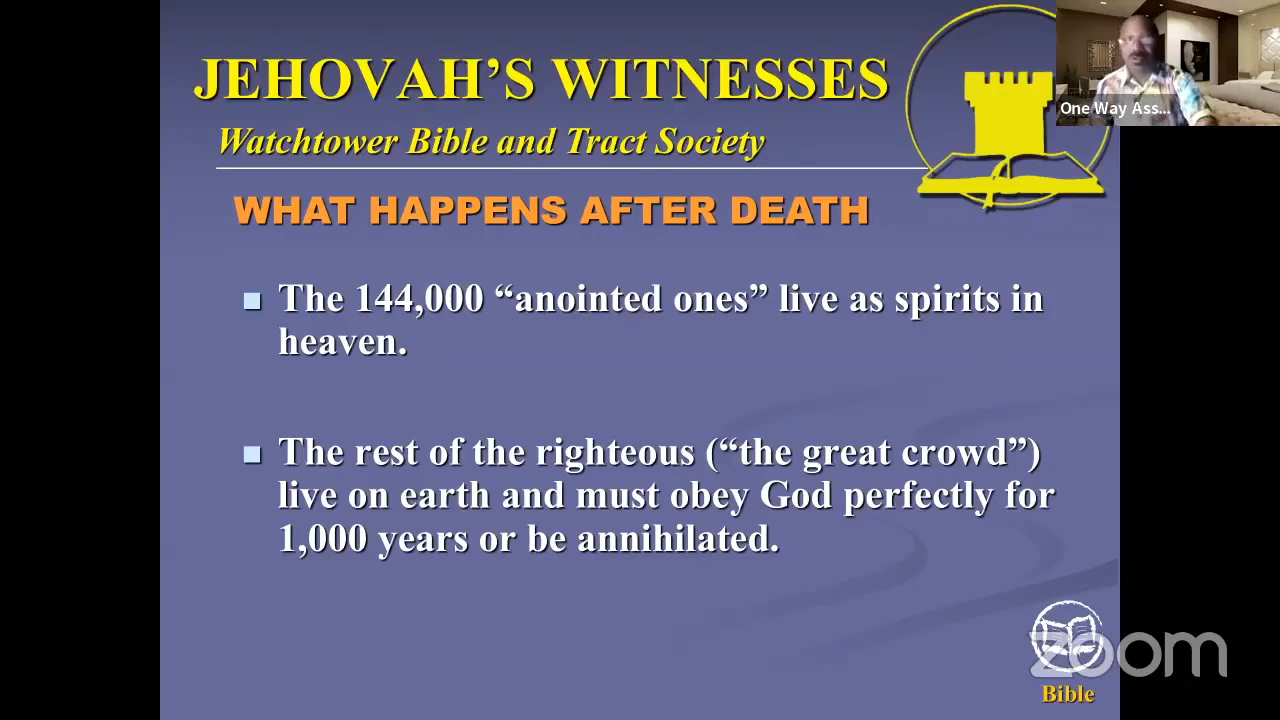 JEHOVAH’S WITNESSES
Watchtower Bible and Tract Society
One Way Ass...
WHAT HAPPENS AFTER DEATH
The 144,000 “anointed ones” live as spirits in
heaven.
The rest of the righteous (“the great crowd”)
live on earth and must obey God perfectly for
1,000 years or be annihilated.
zoom
Bible